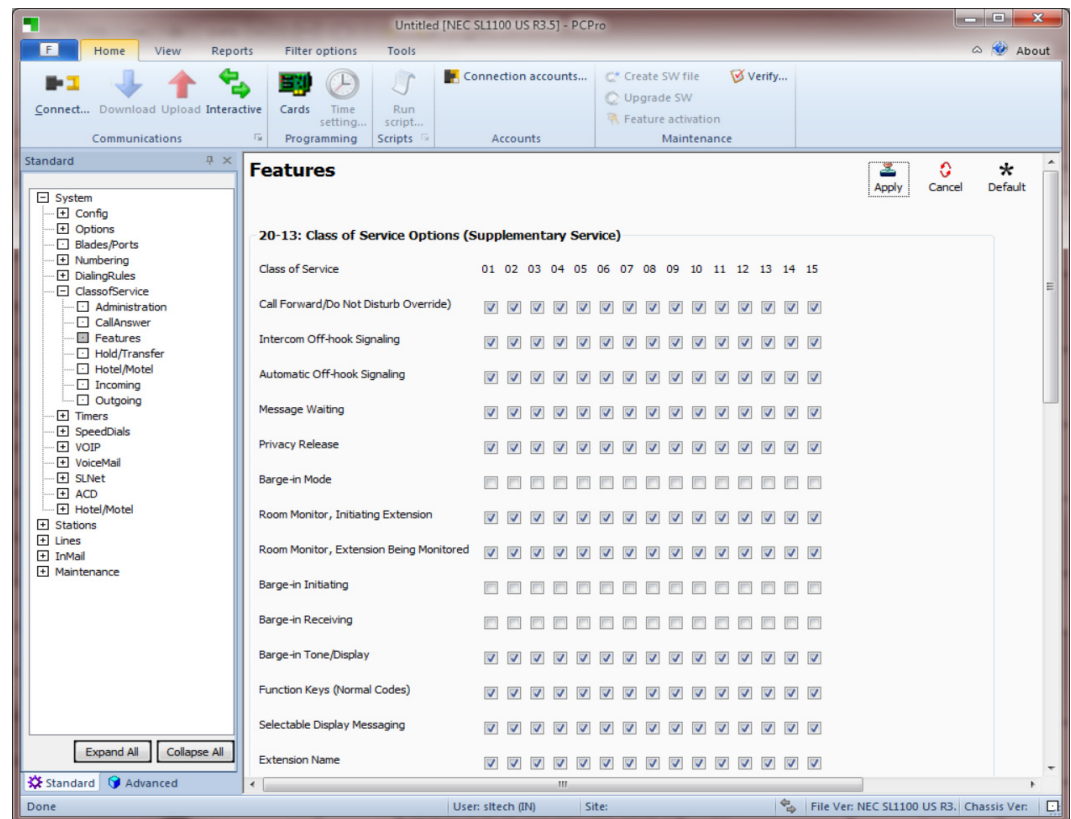 Untitled [NEC SL1100 US R3.5] - PCPro
F Home View Reports Filter options Tools About
Connect... Download Upload Interactive
Communications
Cards Time setting...
Programming
Run script...
Scripts
Connection accounts...
Accounts
Create SW file Verify...
Upgrade SW
Feature activation
Maintenance
Standard
System
Config
Options
Blades/Ports
Numbering
DialingRules
ClassofService
Administration
CallAnswer
Features
Hold/Transfer
Hotel/Motel
Incoming
Outgoing
Timers
SpeedDials
VOIP
VoiceMail
SLNet
ACD
Hotel/Motel
Stations
Lines
InMail
Maintenance
Expand All Collapse All
Standard Advanced
Features
Apply Cancel Default
20-13: Class of Service Options (Supplementary Service)
Class of Service 01 02 03 04 05 06 07 08 09 10 11 12 13 14 15
Call Forward/Do Not Disturb Override)
Intercom Off-hook Signaling
Automatic Off-hook Signaling
Message Waiting
Privacy Release
Barge-in Mode
Room Monitor, Initiating Extension
Room Monitor, Extension Being Monitored
Barge-in Initiating
Barge-in Receiving
Barge-in Tone/Display
Function Keys (Normal Codes)
Selectable Display Messaging
Extension Name
Done User: sltech (IN) Site: File Ver: NEC SL1100 US R3. Chassis Ver: